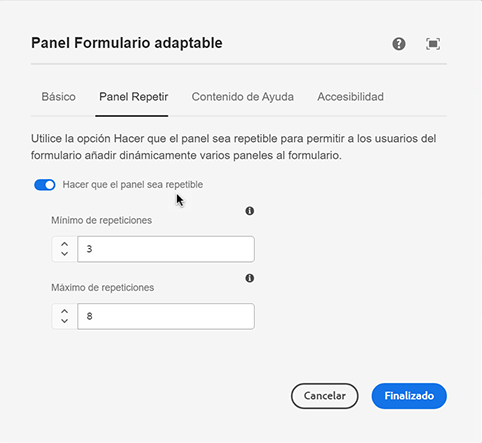 Panel Formulario adaptable
Básico Panel Repetir Contenido de Ayuda Accesibilidad
Utilice la opción Hacer que el panel sea repetible para permitir a los usuarios del
formulario añadir dinámicamente varios paneles al formulario.
Hacer que el panel sea repetible
Mínimo de repeticiones
3
Máximo de repeticiones
8
Cancelar Finalizado